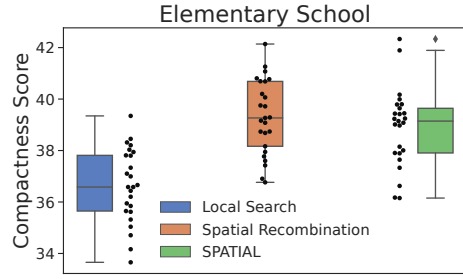 Elementary School
Compactness Score
42
40
38
36
34
Local Search
Spatial Recombination
SPATIAL